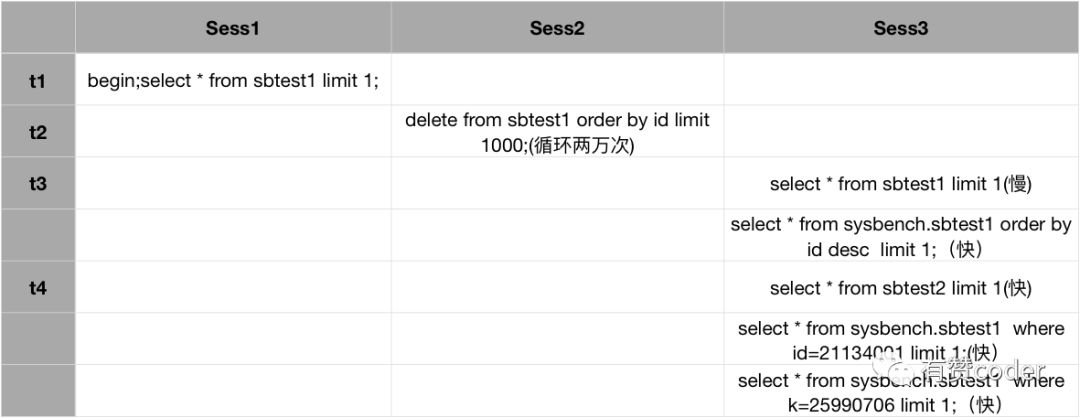 Sess1 Sess2 Sess3
t1 begin;select * from sbtest1 limit 1;
t2 delete from sbtest1 order by id limit
1000;(循环两万次)
t3 select * from sbtest1 limit 1(慢)
select * from sysbench.sbtest1 order by
id desc limit 1;（快）
t4 select * from sbtest2 limit 1(快)
select * from sysbench.sbtest1 where
id=21134001 limit 1;(快）
select * from sysbench.sbtest1 where
k=25990706 limit 1;（快）
有赞coder